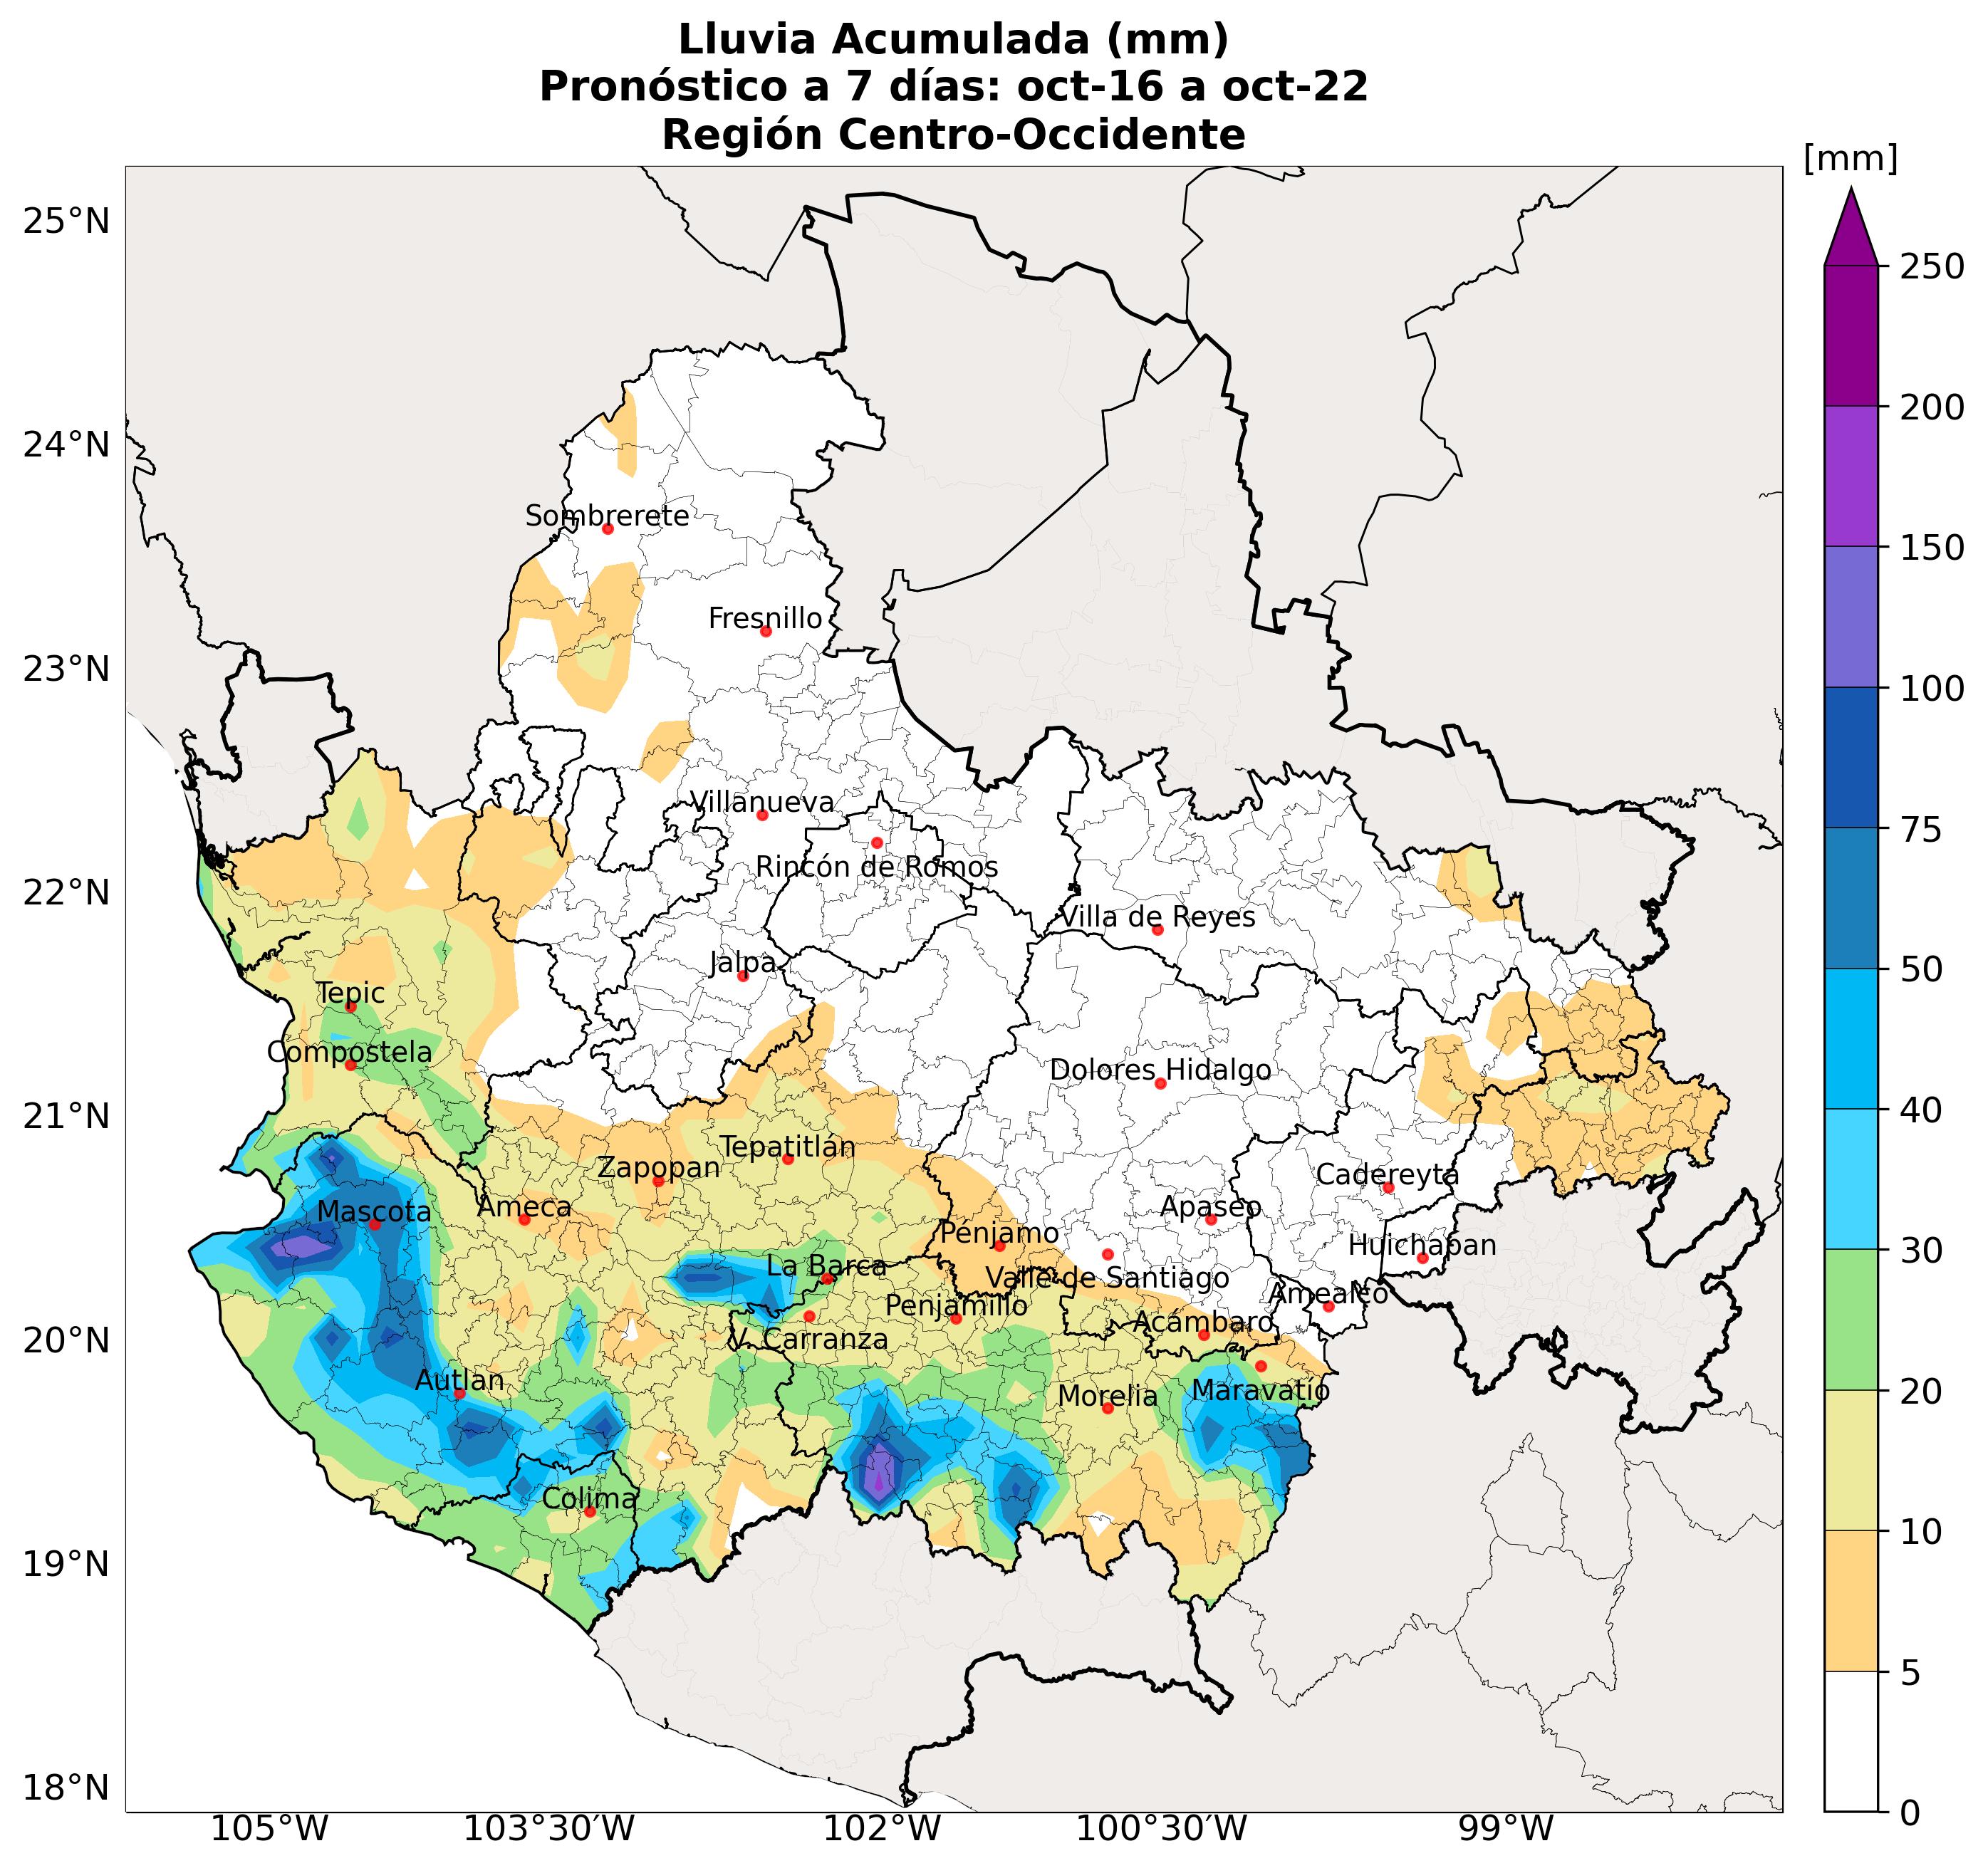 Lluvia Acumulada (mm)
Pronóstico a 7 días: oct-16 a oct-22
Región Centro-Occidente
[mm]
25°N
250
200
24°N
Sombrerete
150
Fresnillo
23°N
100
Villanueva
75
Rincón de Romos
22°N
Villa de Reyes
Jalpa
50
Tepic
Compostela
Dolores Hidalgo
21°N
40
Tepatitlán
Zapopan
Cadereyta
Mascota
Ameca
Apaseo
Pénjamo
Huichapan
30
La Barca
Valle de Santiago
Amealco
Penjamillo
Acámbaro
20°N
V. Carranza
Autlan
Morelia
Maravatío
20
Colima
10
19°N
5
18°N
0
105°W
103°30'W
102°W
100°30'W
99°W